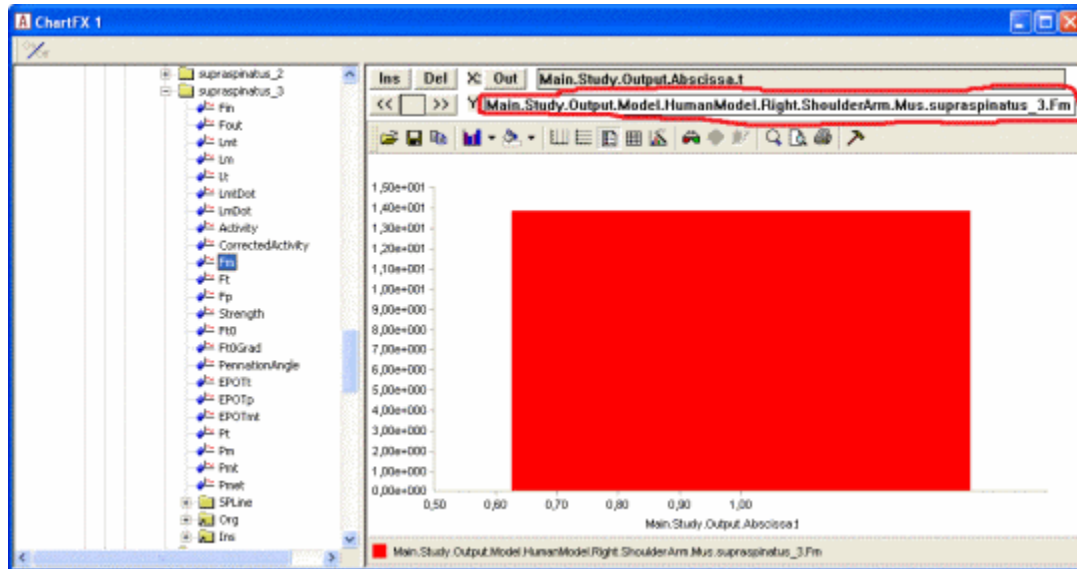 ChartFX 1
supraspinatus_2
supraspinatus_3
Fin
Fout
Lmt
Lm
Lt
LmtDot
LmDot
Activity
CorrectedActivity
Fm
Ft
Fp
Strength
Ft0
Ft0Grad
PennationAngle
EPOTt
EPOTp
EPOTmt
Pt
Pm
Pmt
Pmet
SPLine
Org
Ins
Ins Del X: Out Main.Study.Output.Abscissa.t
<< >> Y Main.Study.Output.Model.HumanModel.Right.ShoulderArm.Mus.supraspinatus_3.Fm
1,50e+001
1,40e+001
1,30e+001
1,20e+001
1,10e+001
1,00e+001
9,00e+000
8,00e+000
7,00e+000
6,00e+000
5,00e+000
4,00e+000
3,00e+000
2,00e+000
1,00e+000
0,00e+000
0,50 0,60 0,70 0,80 0,90 1,00
Main.Study.Output.Abscissa.t
Main.Study.Output.Model.HumanModel.Right.ShoulderArm.Mus.supraspinatus_3.Fm